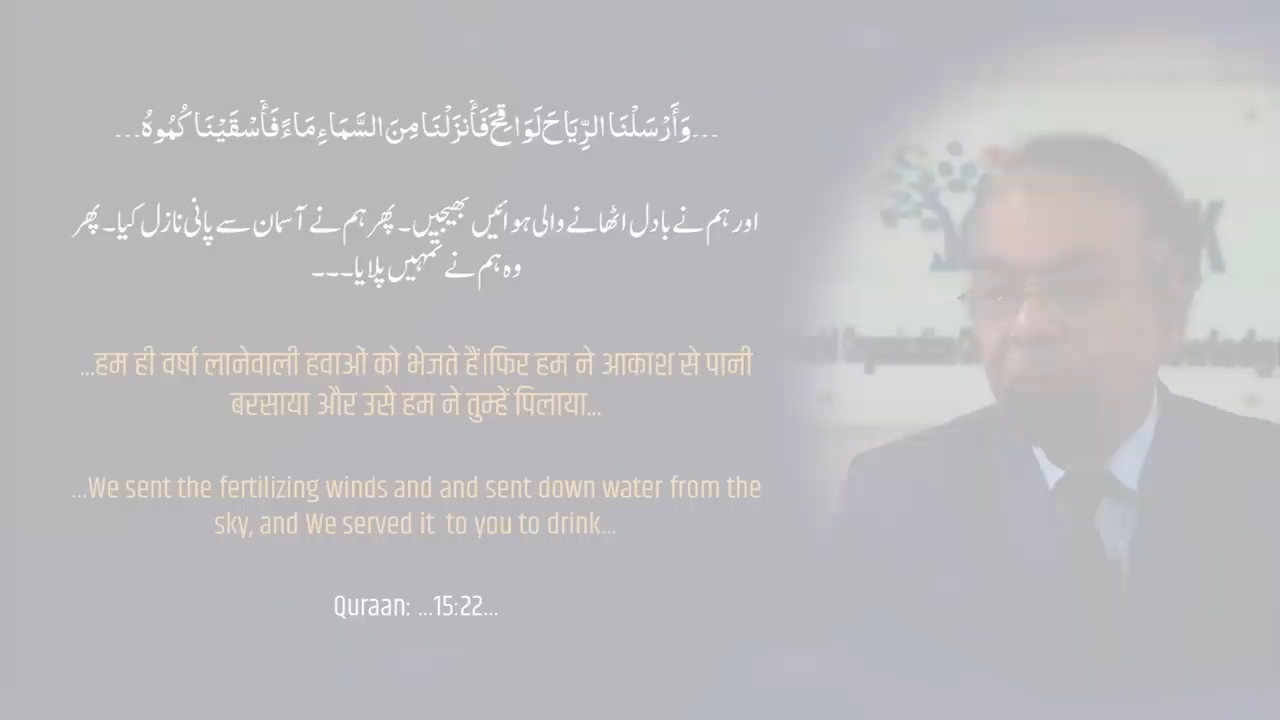 ...وَأَرْسَلْنَا الرِّيَاحَ لَوَاقِحَ فَأَنزَلْنَا مِنَ السَّمَاءِ مَاءً فَأَسْقَيْنَاكُمُوهُ...
اور ہم نے بادل اٹھانے والی ہوائیں بھیجیں۔ پھر ہم نے آسمان سے پانی نازل کیا۔ پھر
وہ ہم نے تمہیں پلایا۔۔۔
...हम ही वर्षा लानेवाली हवाओं को भेजते हैं।फिर हम ने आकाश से पानी
बरसाया और उसे हम ने तुम्हें पिलाया...
...We sent the fertilizing winds and and sent down water from the
sky, and We served it to you to drink...
Quraan: ...15:22...